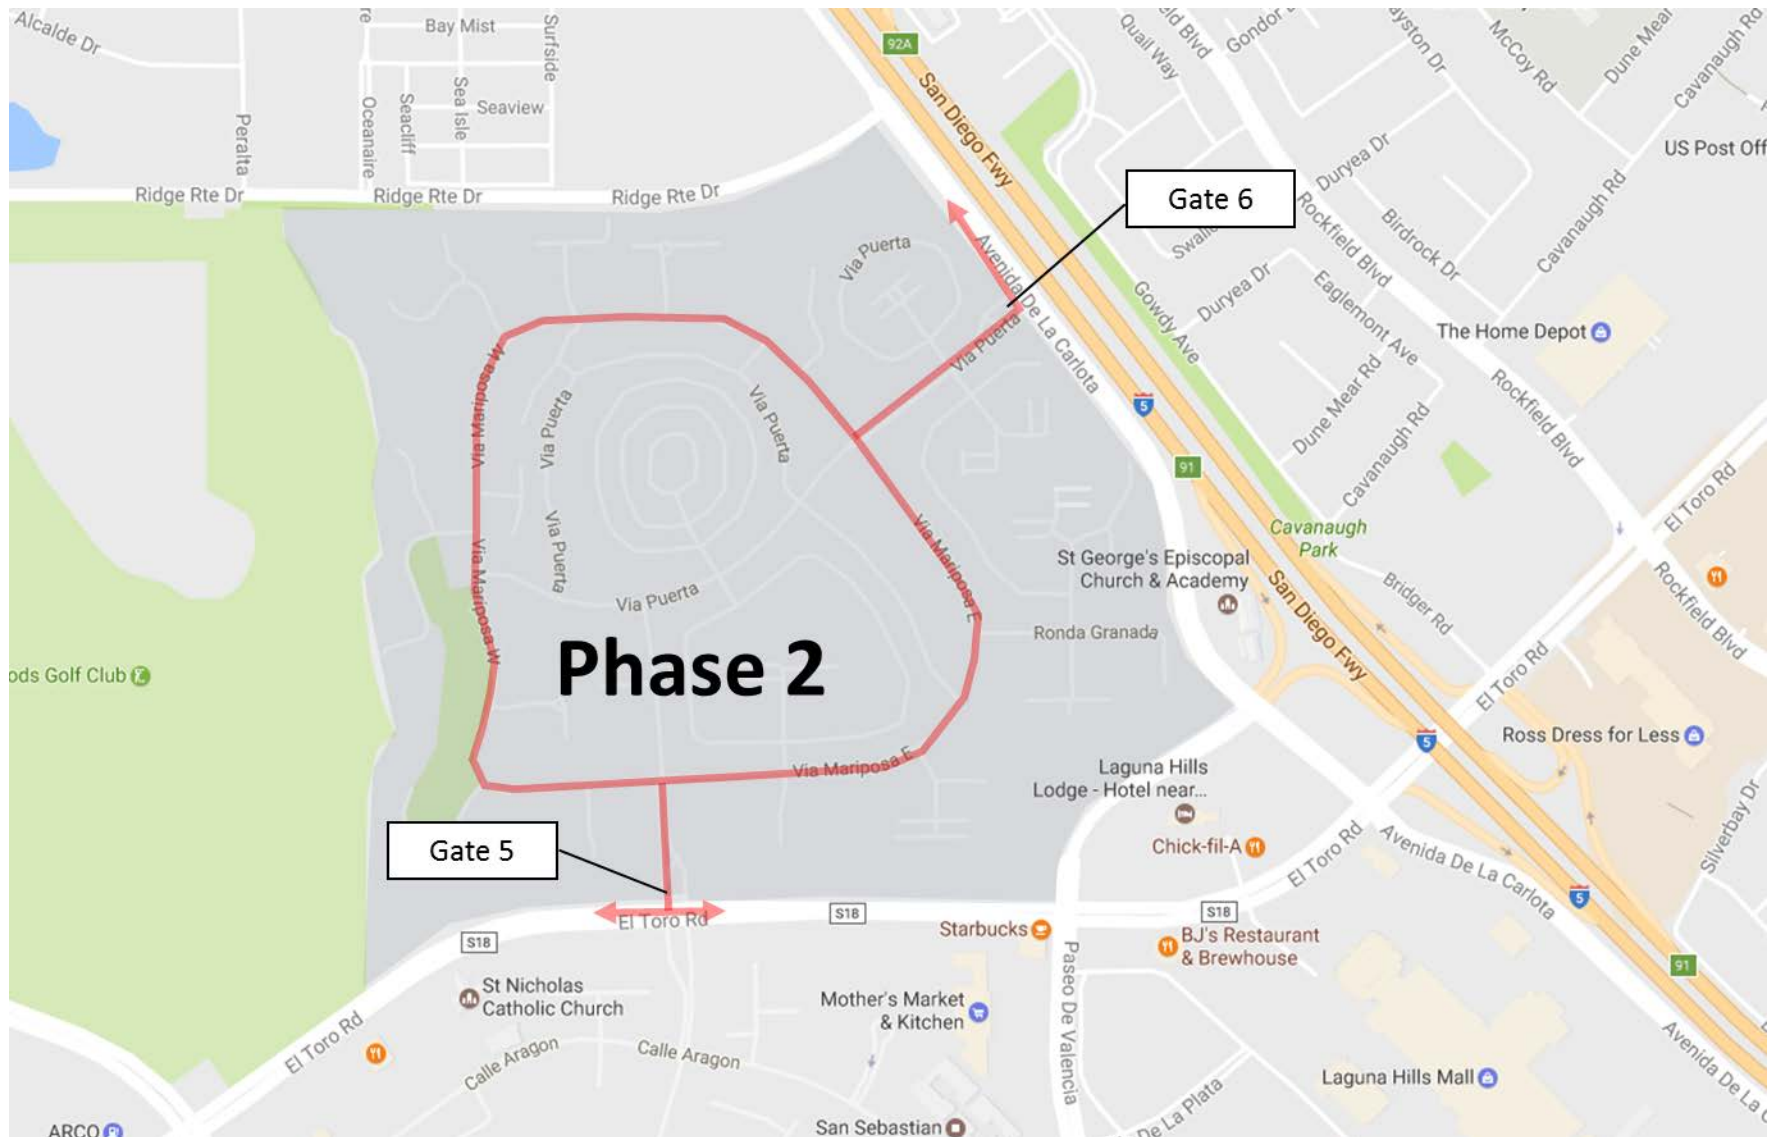 Alcalde Dr
Bay Mist
Surfside
Sea Isle
Seaview
Seacliff
Oceanaire
Peralta
Ridge Rte Dr
Ridge Rte Dr
Ridge Rte Dr
92A
San Diego Fwy
Quail Way
McCoy Rd
Cavanaugh Rd
US Post Off
Duryea Dr
Gate 6
Rockfield Blvd
Birdrock Dr
Cavanaugh Rd
Via Puerta
Avenida De La Carlota
Gowdy Ave
Duryea Dr
Eaglemont Ave
The Home Depot
Via Puerta
Via Mariposa W
Via Puerta
Via Puerta
5
Dune Mear Rd
Cavanaugh Rd
Rockfield Blvd
91
El Toro Rd
Via Puerta
Via Mariposa W
Via Mariposa E
Cavanaugh
Park
St George's Episcopal
Church & Academy
San Diego Fwy
Bridger Rd
Rockfield Blvd
Via Puerta
Ronda Granada
Phase 2
ods Golf Club
El Toro Rd
5
Ross Dress for Less
Via Mariposa E
Laguna Hills
Lodge - Hotel near...
Silverbay Dr
Gate 5
Chick-fil-A
El Toro Rd
Avenida De La Carlota
5
El Toro Rd
S18
S18
S18
Starbucks
BJ's Restaurant
& Brewhouse
91
St Nicholas
Catholic Church
Mother's Market
& Kitchen
Paseo De Valencia
El Toro Rd
Calle Aragon
Calle Aragon
Laguna Hills Mall
Avenida De La C
De La Plata
ARCO
San Sebastian